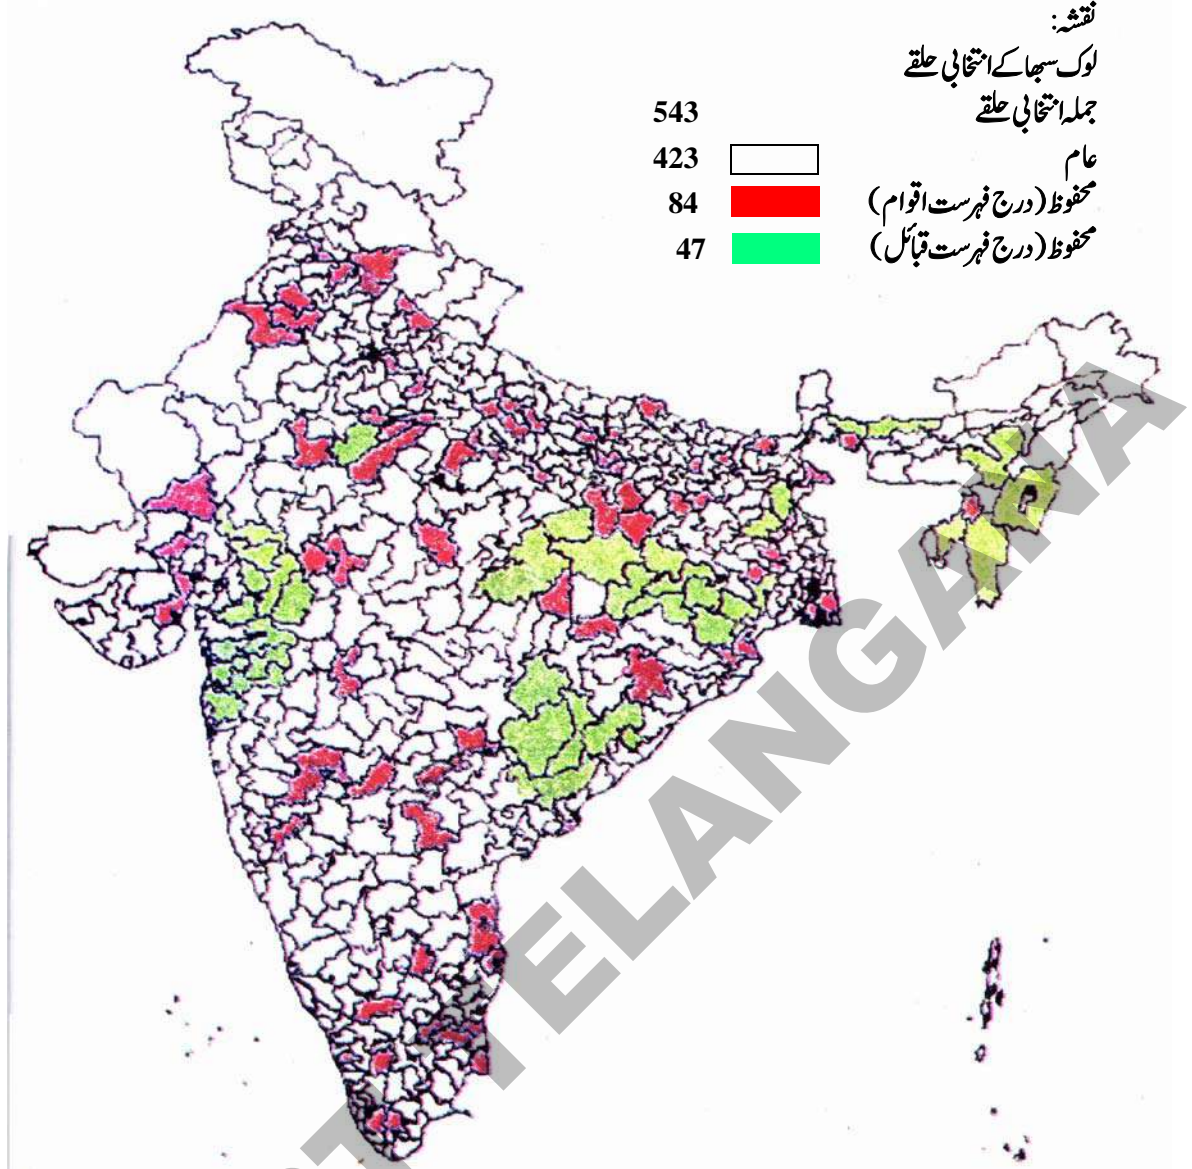 نقشہ:
لوک سبھا کے انتخابی حلقے
جملہ انتخابی حلقے 543
عام 423
محفوظ (درج فہرست اقوام) 84
محفوظ (درج فہرست قبائل) 47
T TELANGANA